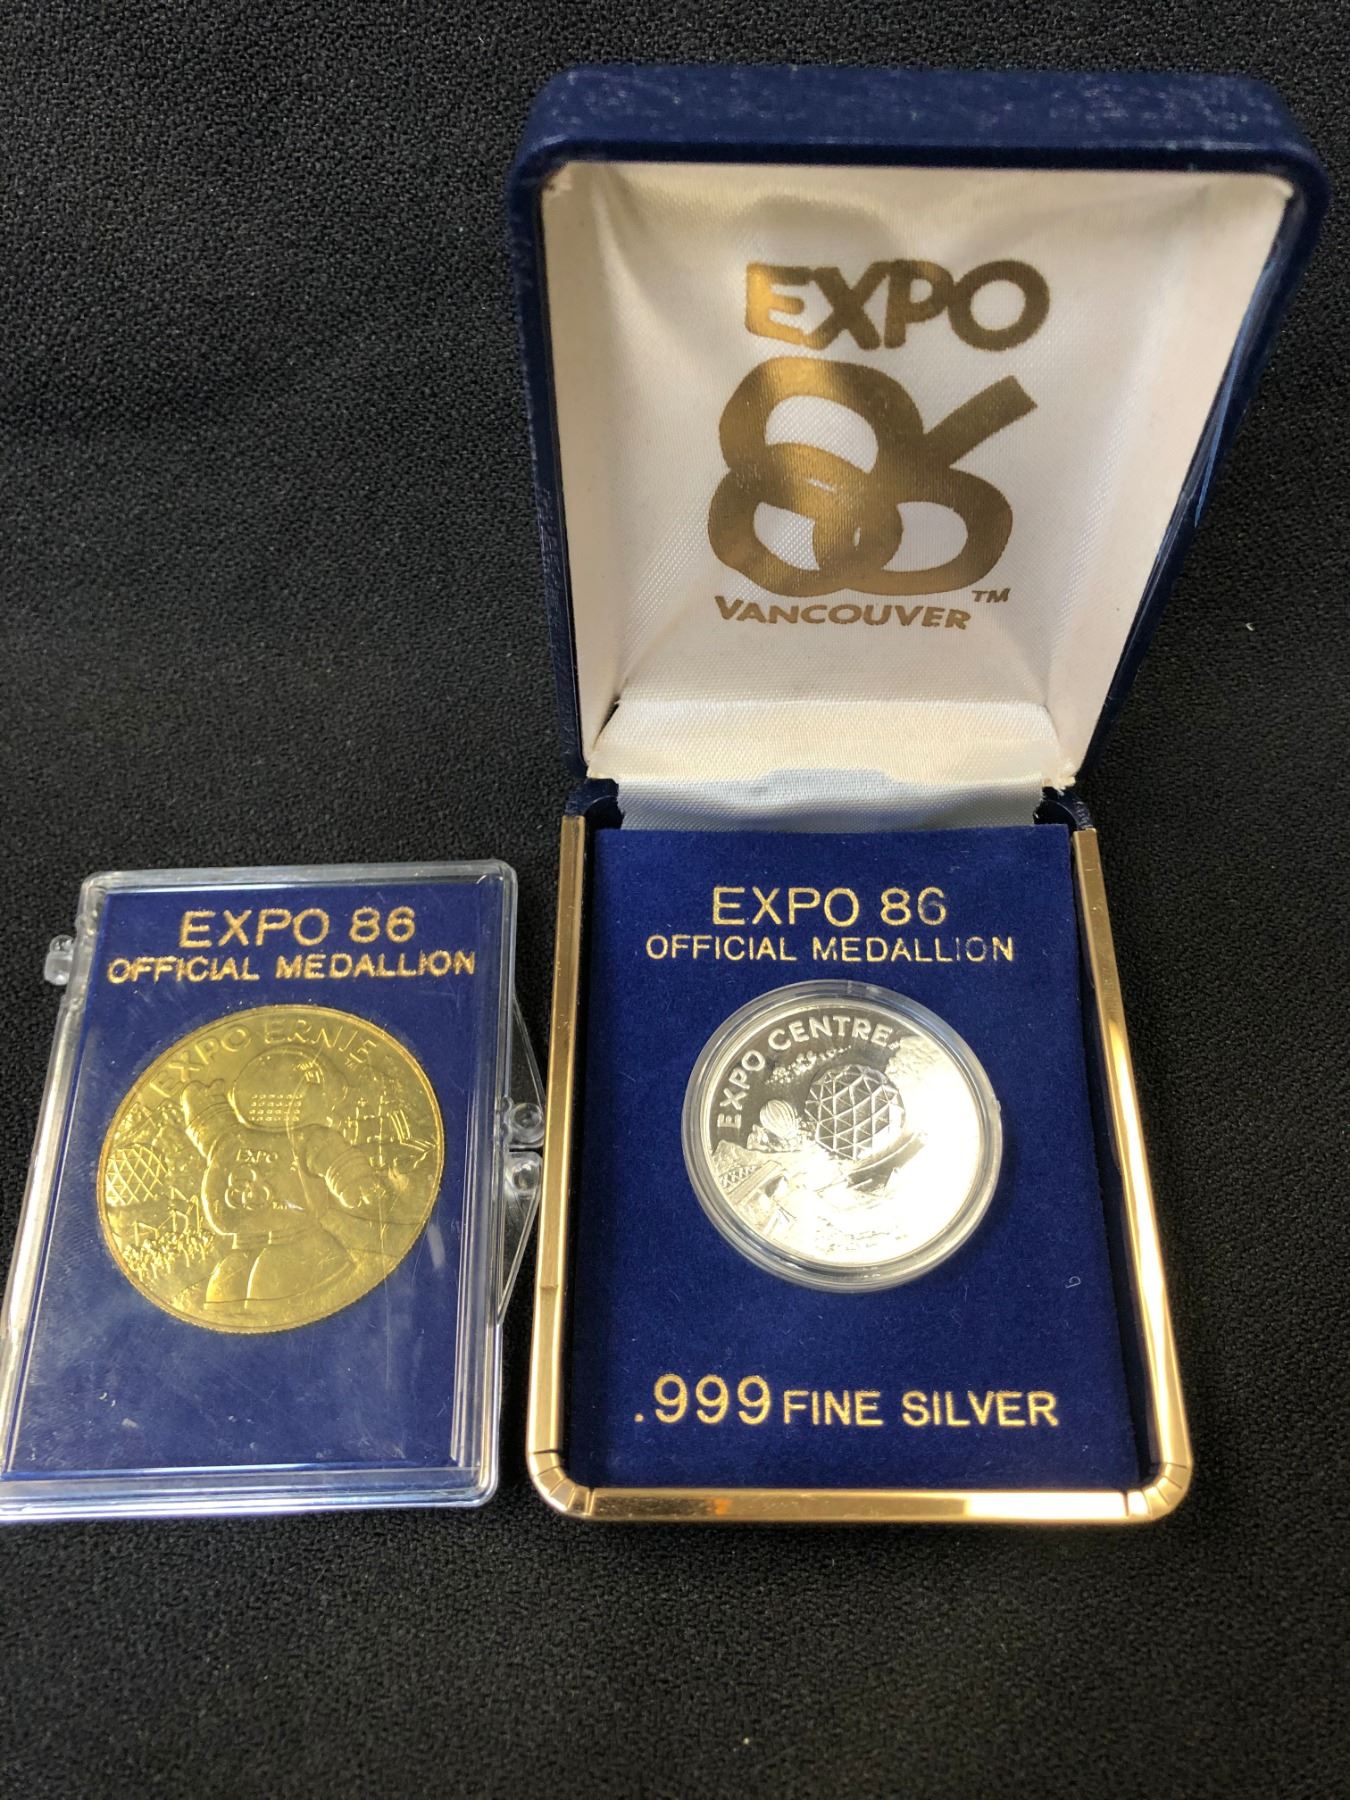 EXPO
86
VANCOUVER™
EXPO 86
OFFICIAL MEDALLION
EXPO ERNIE
EXPO
86
EXPO 86
OFFICIAL MEDALLION
EXPO CENTRE
.999 FINE SILVER